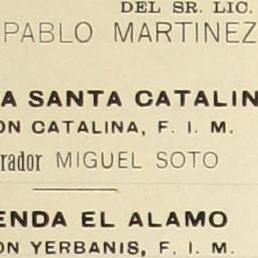 DEL SR. LIC.
PABLO MARTINEZ
A SANTA CATALIN
ON CATALINA, F. I. M.
rador MIGUEL SOTO
ENDA EL ALAMO
ON YERBANIS, F. I. M.